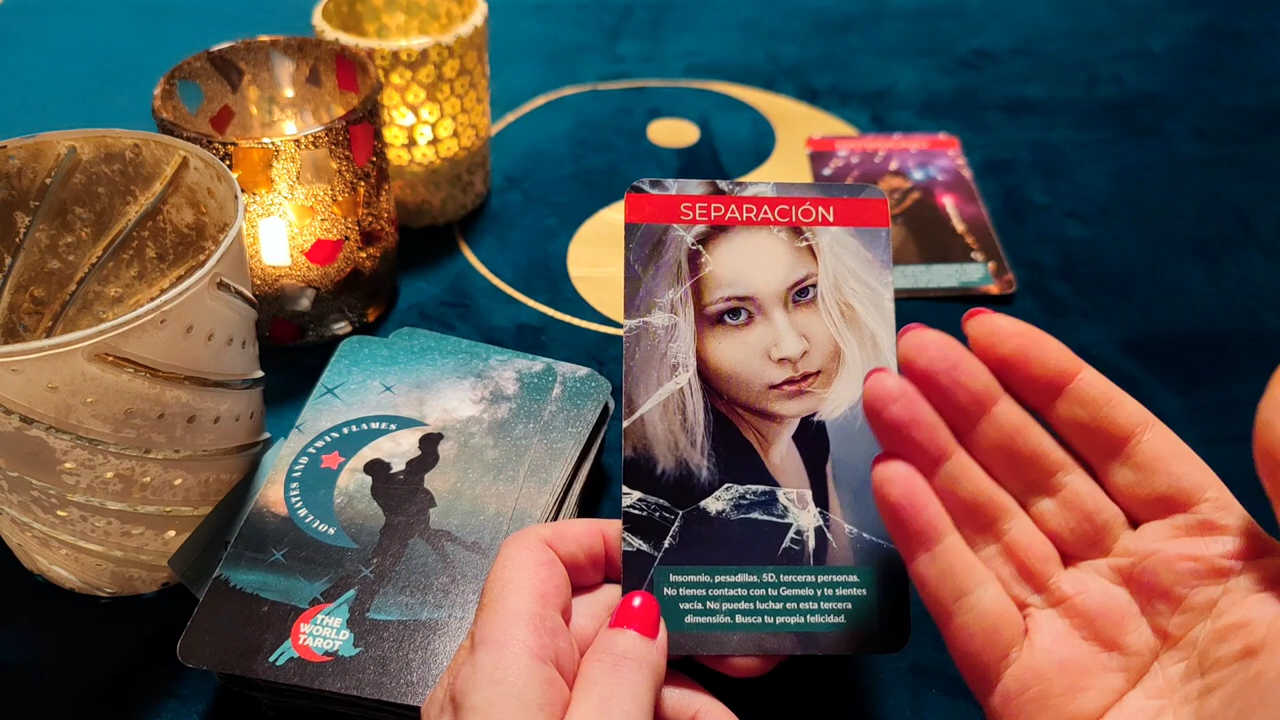 SEPARACIÓN
Insomnio, pesadillas, 5D, terceras personas.
No tienes contacto con tu Gemelo y te sientes
vacía. No puedes luchar en esta tercera
dimensión. Busca tu propia felicidad.
SOULMATES AND TWIN FLAMES
THE
WORLD
TAROT